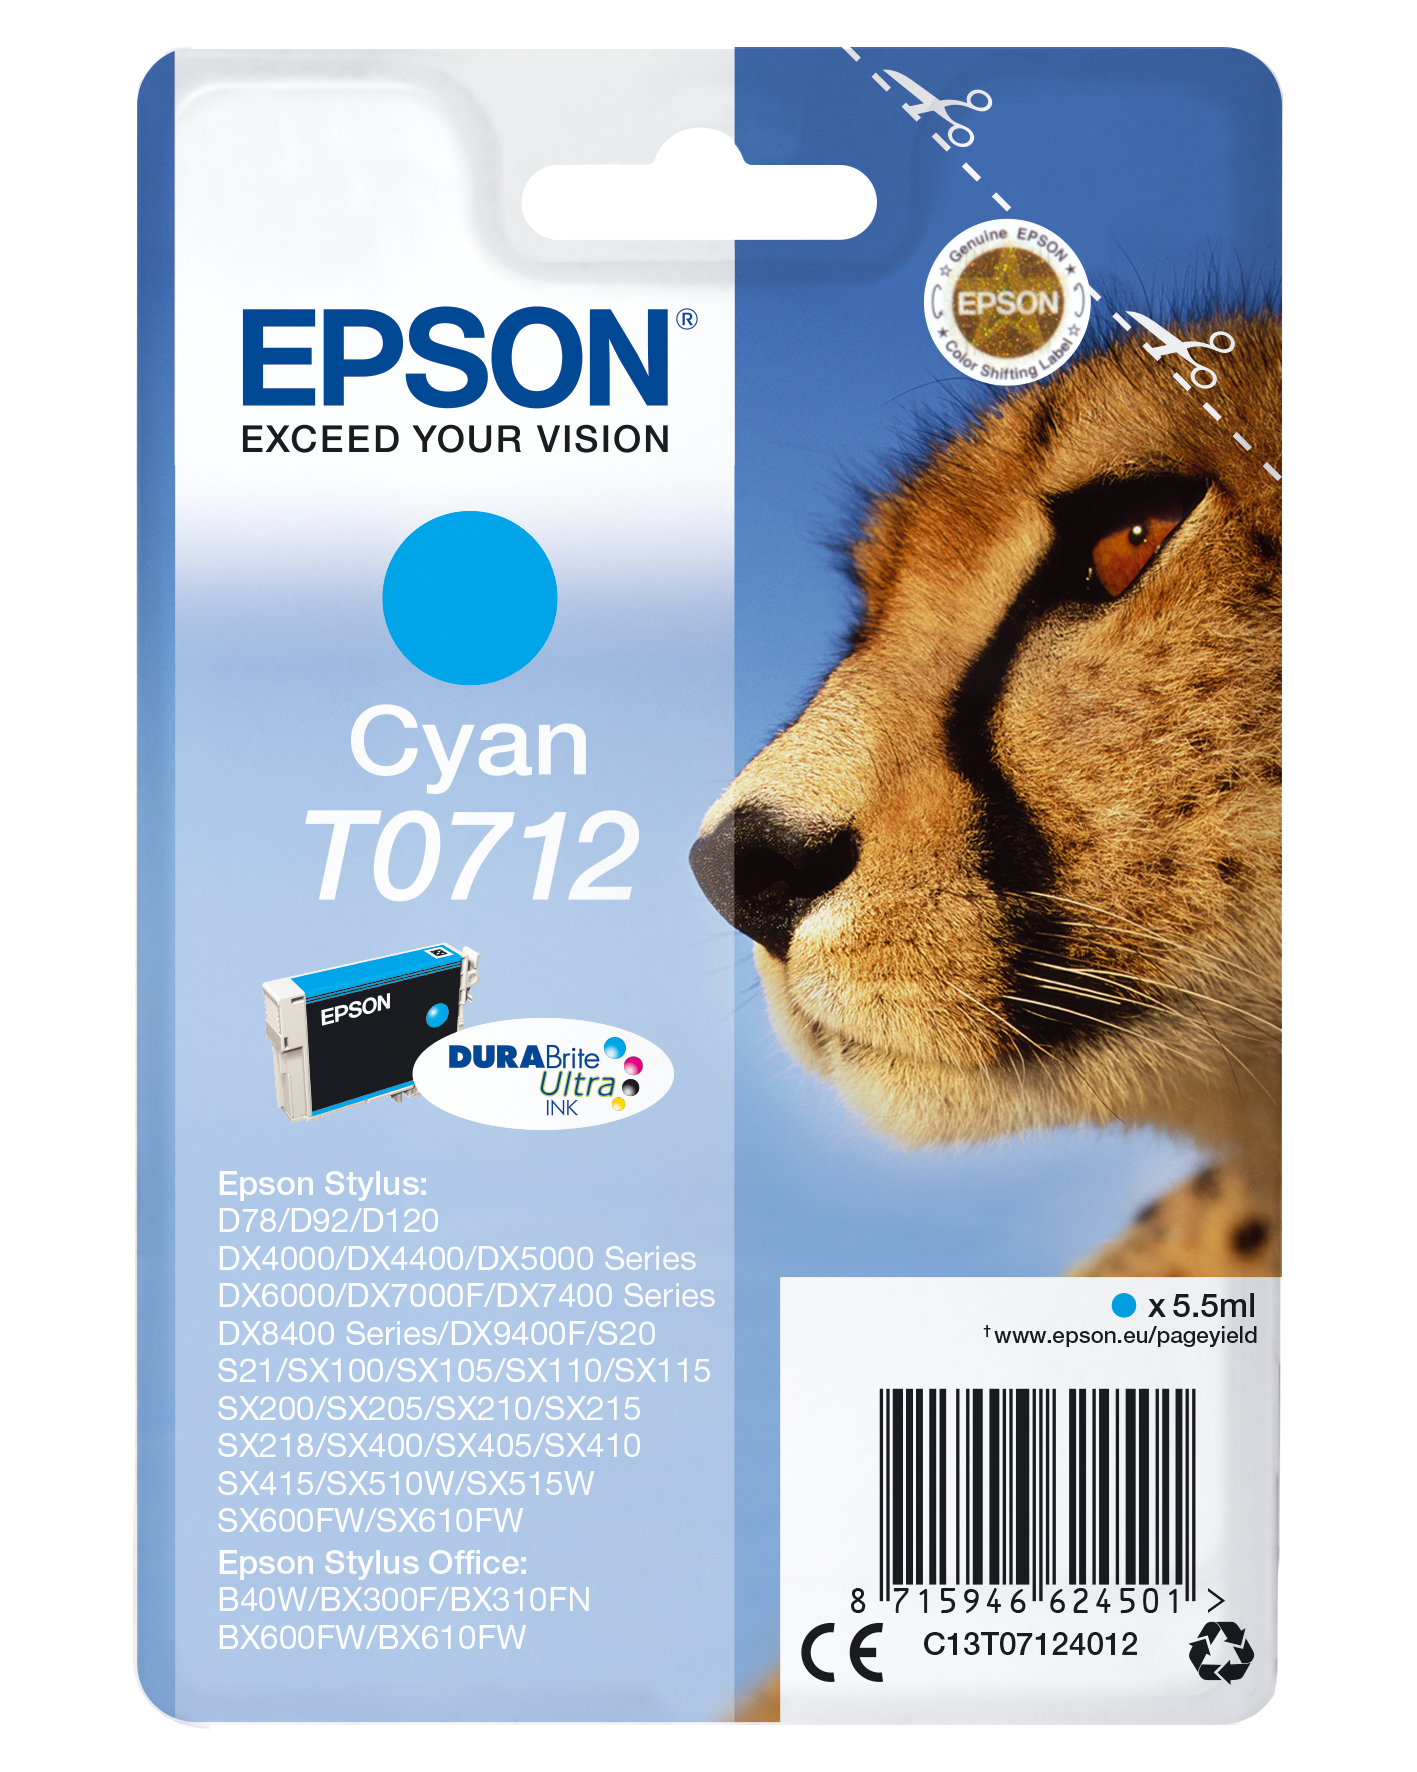 EPSON®
EXCEED YOUR VISION
Genuine EPSON
EPSON
Color Shifting Label
Cyan
T0712
EPSON
DURABrite
Ultra
INK
Epson Stylus:
D78/D92/D120
DX4000/DX4400/DX5000 Series
DX6000/DX7000F/DX7400 Series
DX8400 Series/DX9400F/S20
S21/SX100/SX105/SX110/SX115
SX200/SX205/SX210/SX215
SX218/SX400/SX405/SX410
SX415/SX510W/SX515W
SX600FW/SX610FW
Epson Stylus Office:
B40W/BX300F/BX310FN
BX600FW/BX610FW
x 5.5ml
†www.epson.eu/pageyield
8 715946 624501 >
CE C13T07124012